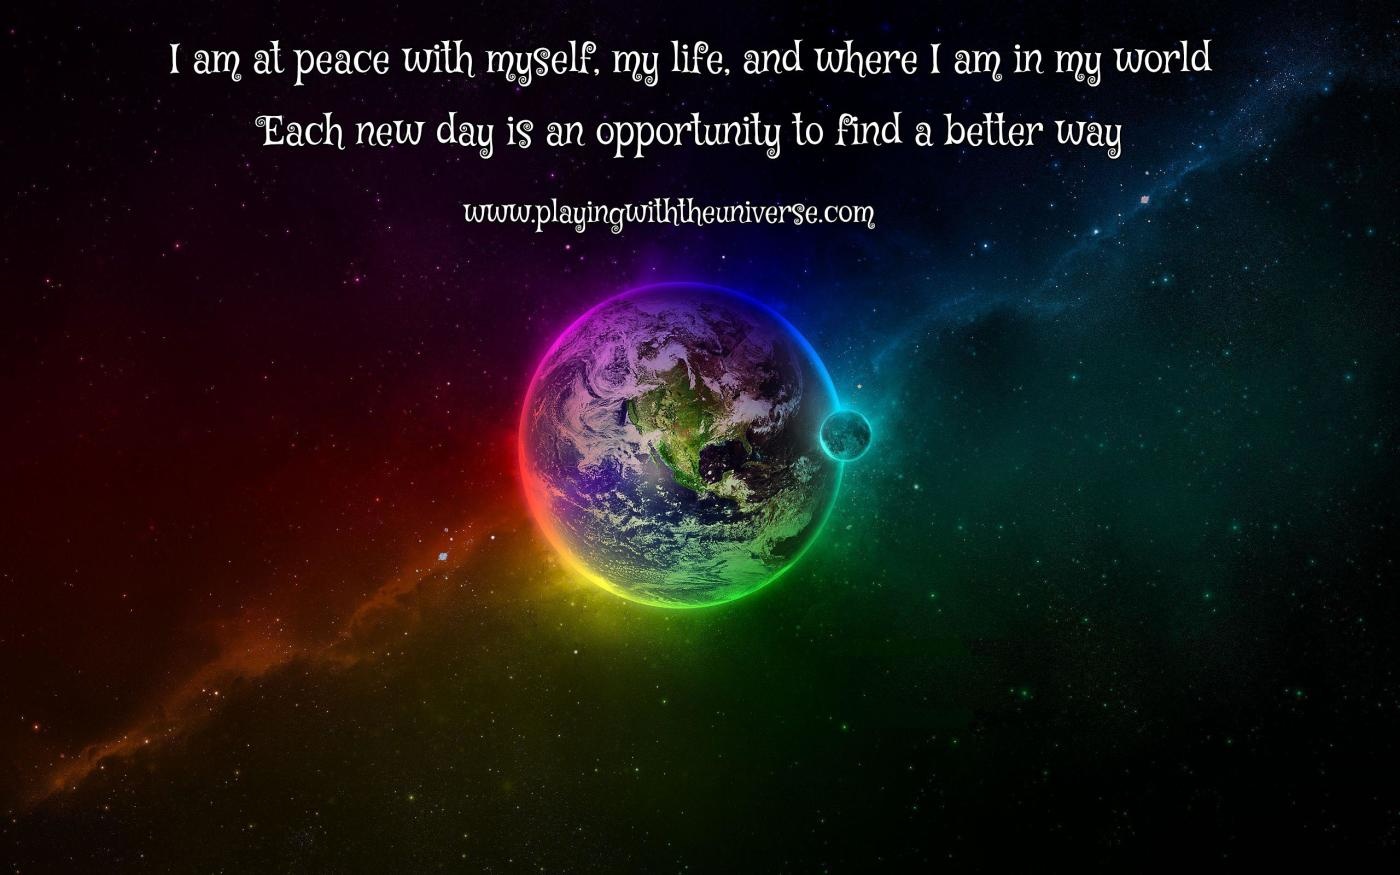 I am at peace with myself, my life, and where I am in my world
Each new day is an opportunity to find a better way
www.playingwiththeuniverse.com